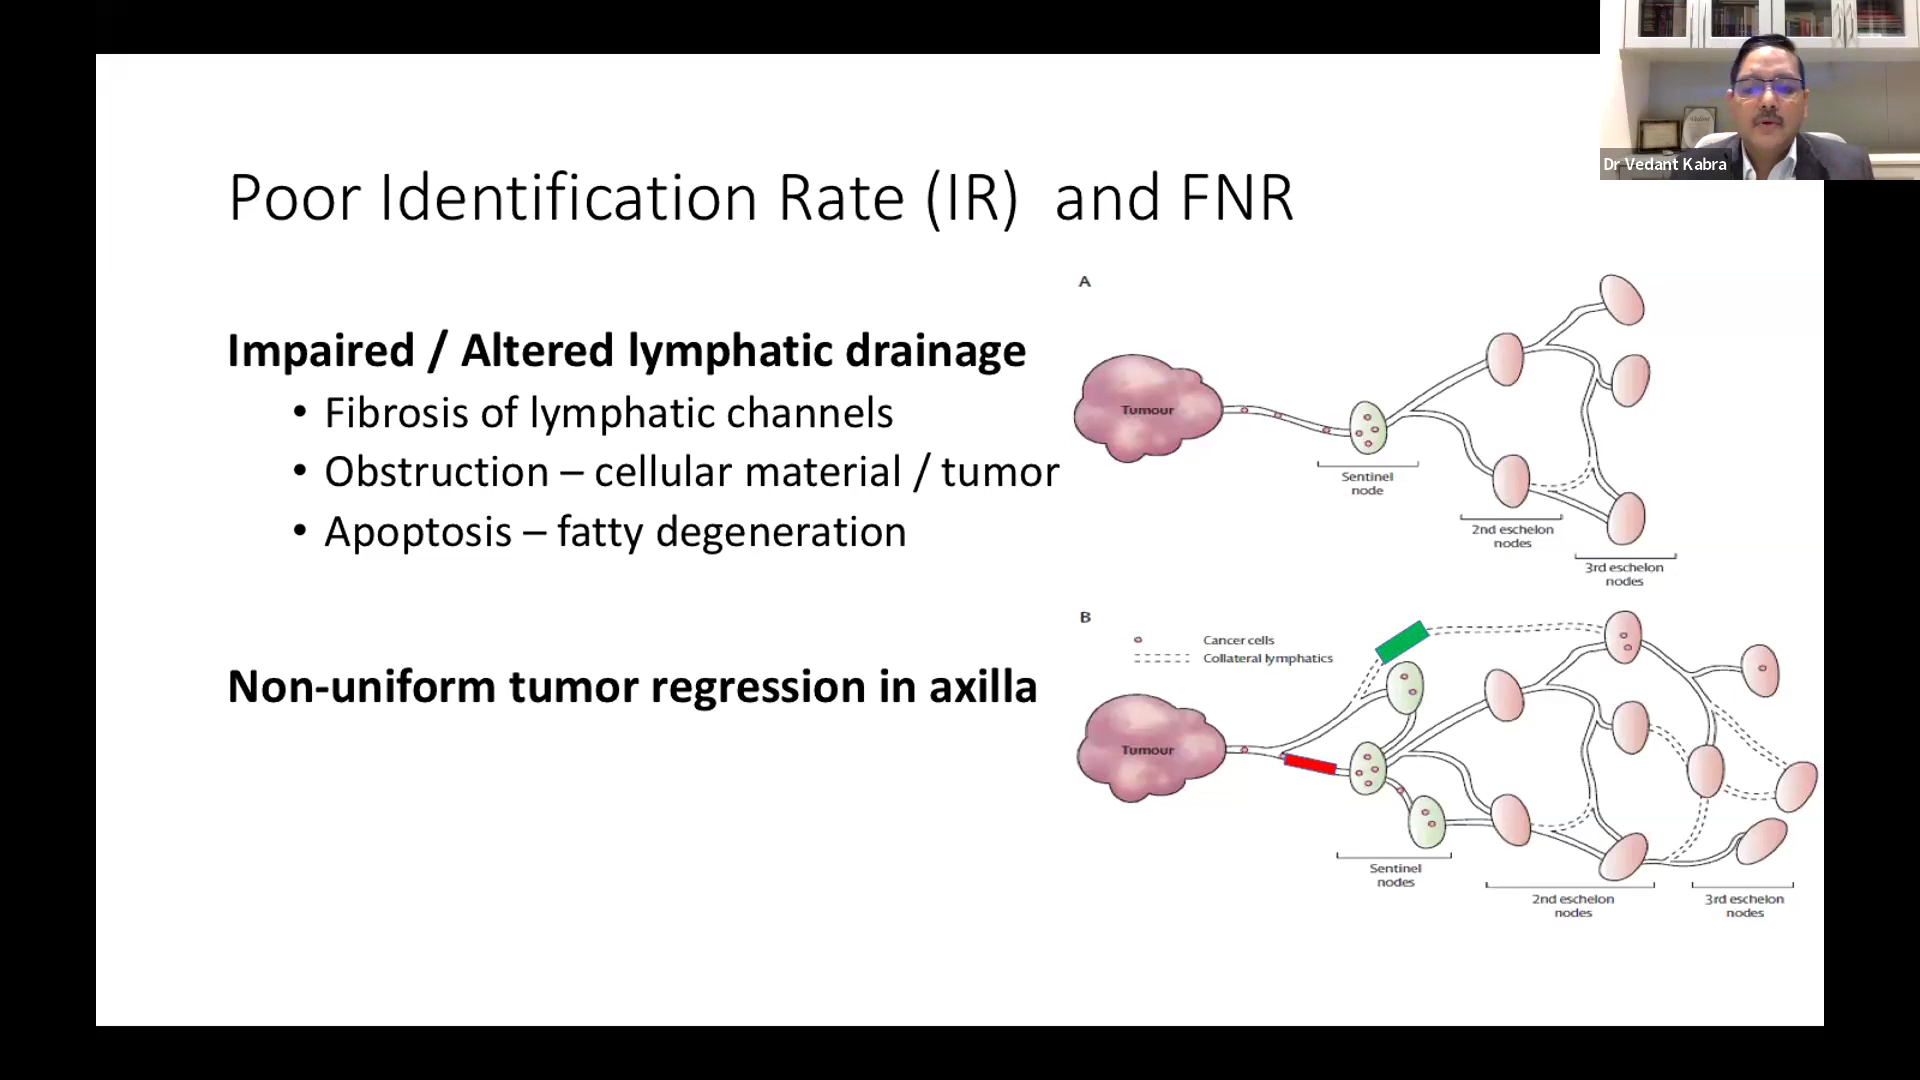 Dr Vedant Kabra
Poor Identification Rate (IR) and FNR
Impaired / Altered lymphatic drainage
• Fibrosis of lymphatic channels
• Obstruction – cellular material / tumor
• Apoptosis – fatty degeneration
Non-uniform tumor regression in axilla
A
Tumour
Sentinel
node
2nd eschelon
nodes
3rd eschelon
nodes
B
Cancer cells
Collateral lymphatics
Tumour
Sentinel
nodes
2nd eschelon
nodes
3rd eschelon
nodes